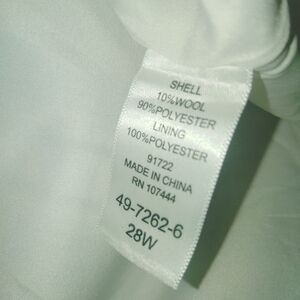 SHELL
10%WOOL
90%POLYESTER
LINING
100%POLYESTER
91722
MADE IN CHINA
RN 107444
49-7262-6
28W